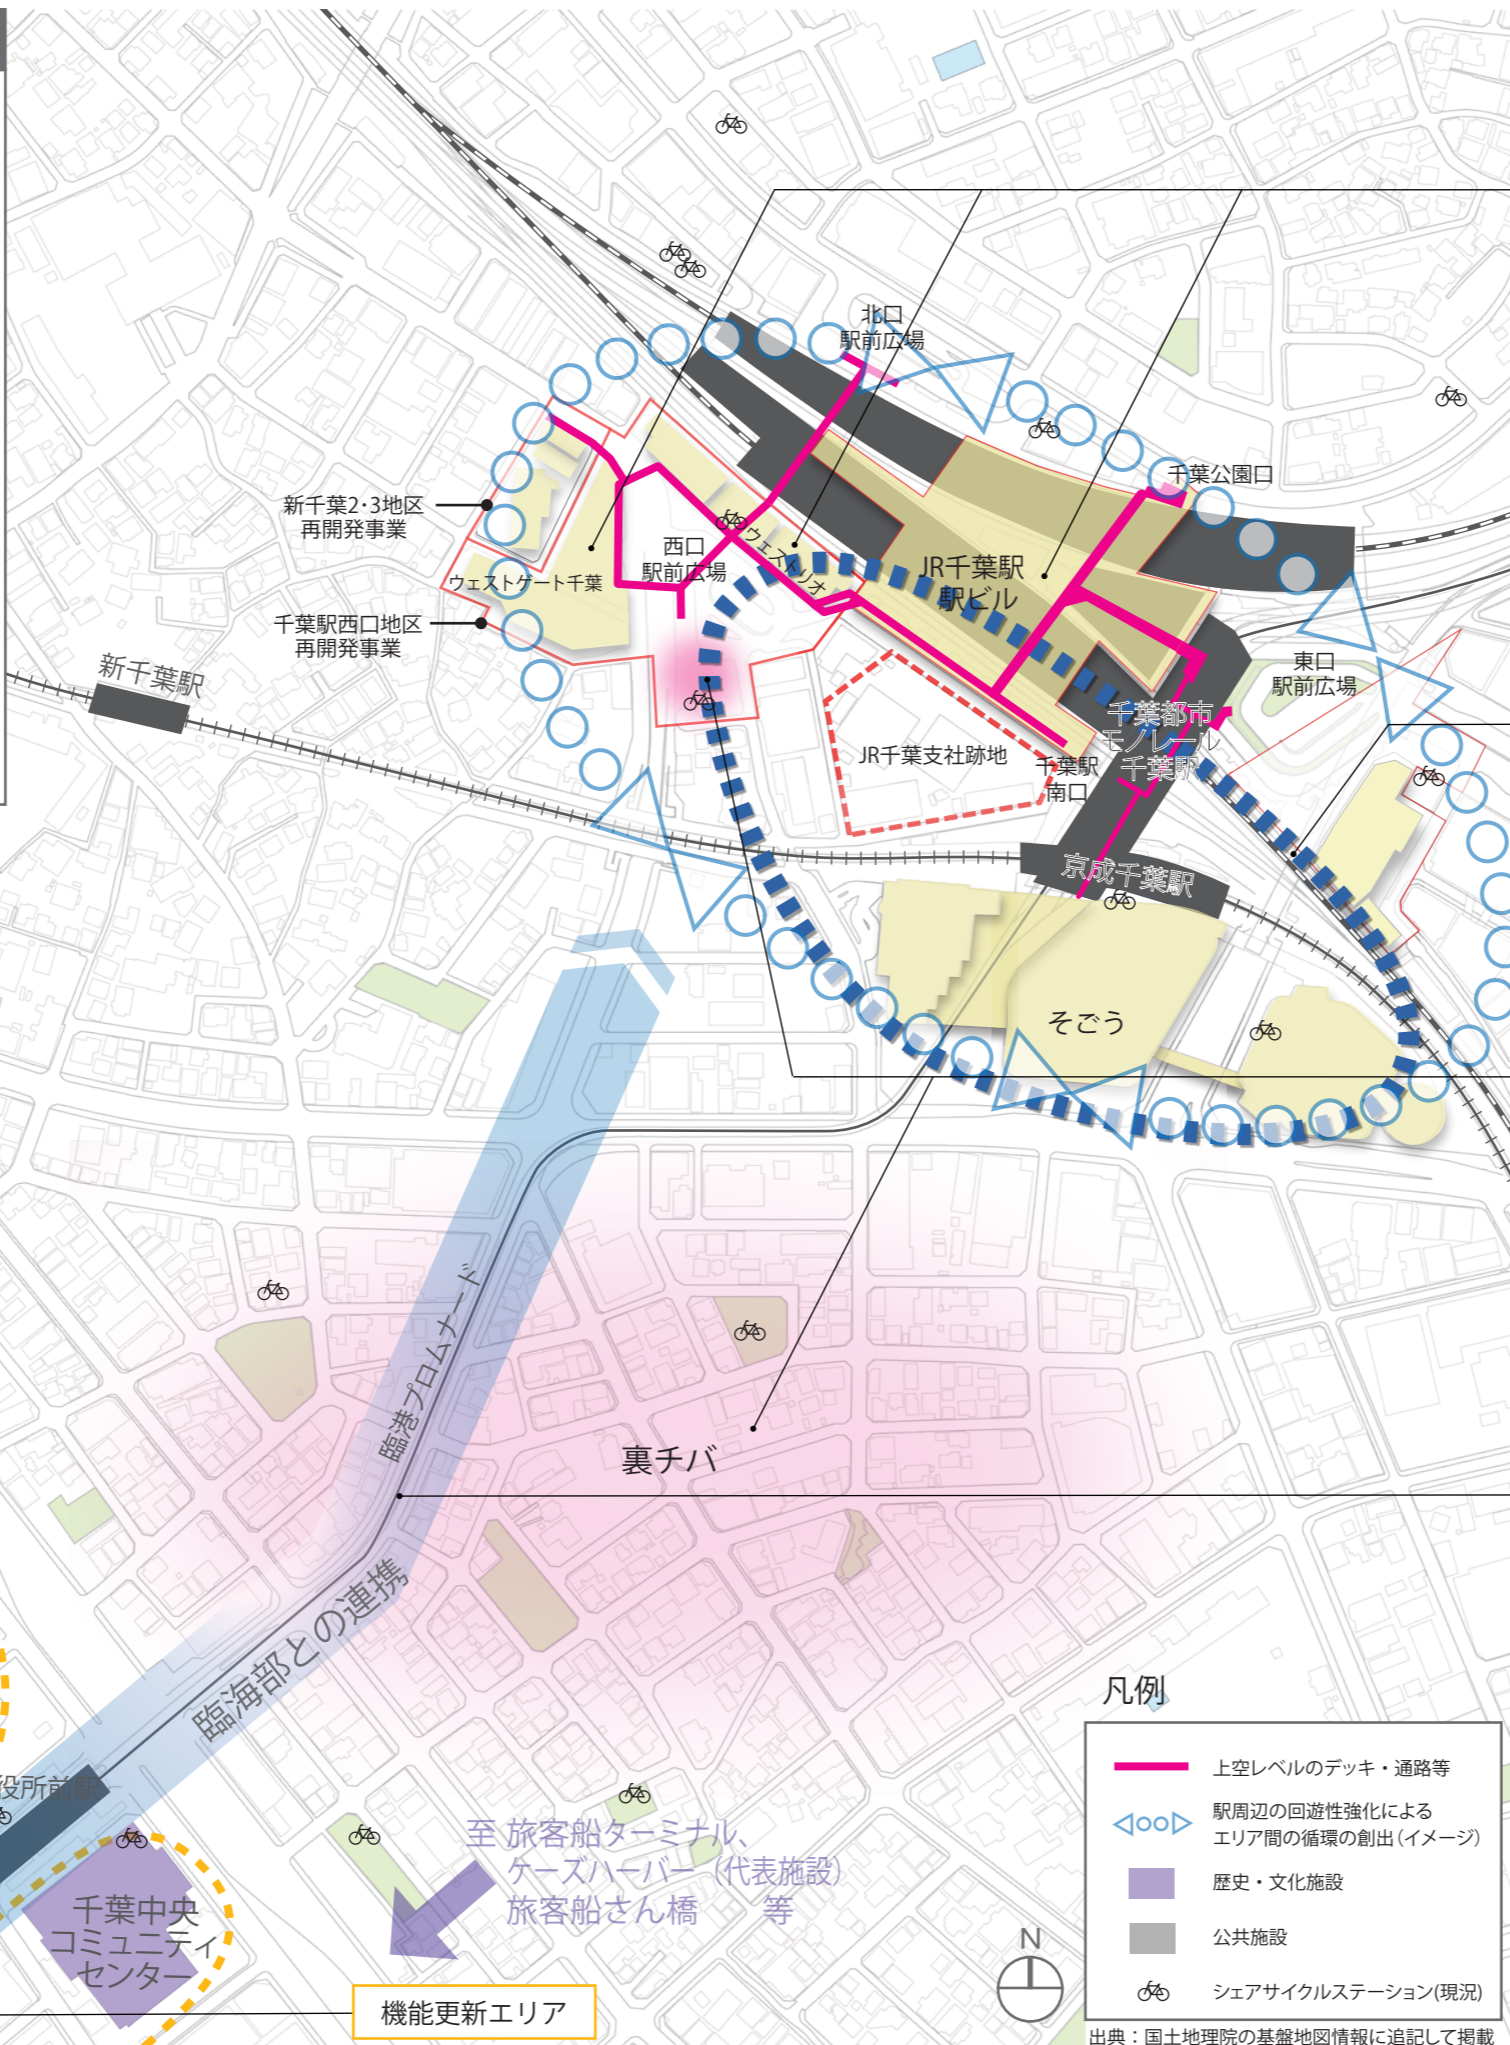 北口
駅前広場
千葉公園口
新千葉2・3地区
再開発事業
西口
駅前広場
ウェストリオ
JR千葉駅
駅ビル
ウェストゲート千葉
千葉駅西口地区
再開発事業
新千葉駅
東口
駅前広場
千葉都市
モノレール
千葉駅
JR千葉支社跡地
千葉駅
南口
京成千葉駅
そごう
臨港プロムナード
裏チバ
臨海部との連携
役所前駅
至 旅客船ターミナル、
ケーズハーバー（代表施設）
旅客船さん橋　等
千葉中央
コミュニティ
センター
機能更新エリア
N
凡例
上空レベルのデッキ・通路等
駅周辺の回遊性強化による
エリア間の循環の創出（イメージ）
歴史・文化施設
公共施設
シェアサイクルステーション(現況)
出典：国土地理院の基盤地図情報に追記して掲載